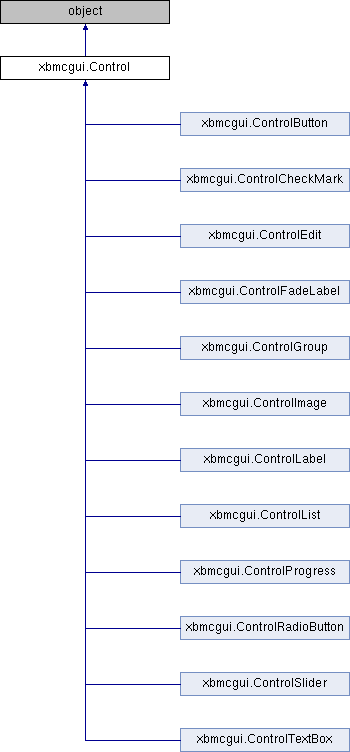 object
xbmcgui.Control
xbmcgui.ControlButton
xbmcgui.ControlCheckMark
xbmcgui.ControlEdit
xbmcgui.ControlFadeLabel
xbmcgui.ControlGroup
xbmcgui.ControlImage
xbmcgui.ControlLabel
xbmcgui.ControlList
xbmcgui.ControlProgress
xbmcgui.ControlRadioButton
xbmcgui.ControlSlider
xbmcgui.ControlTextBox